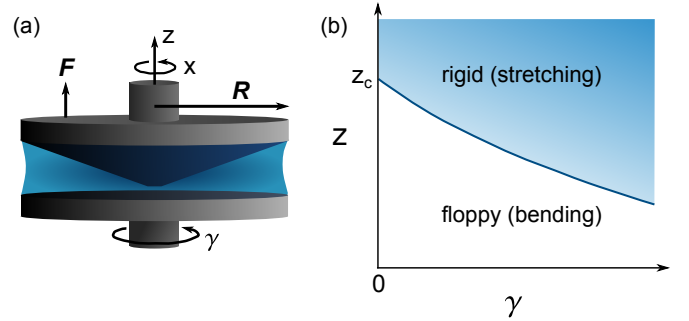 (a)
z
x
F
R
γ
(b)
z_c
rigid (stretching)
Z
floppy (bending)
0
γ